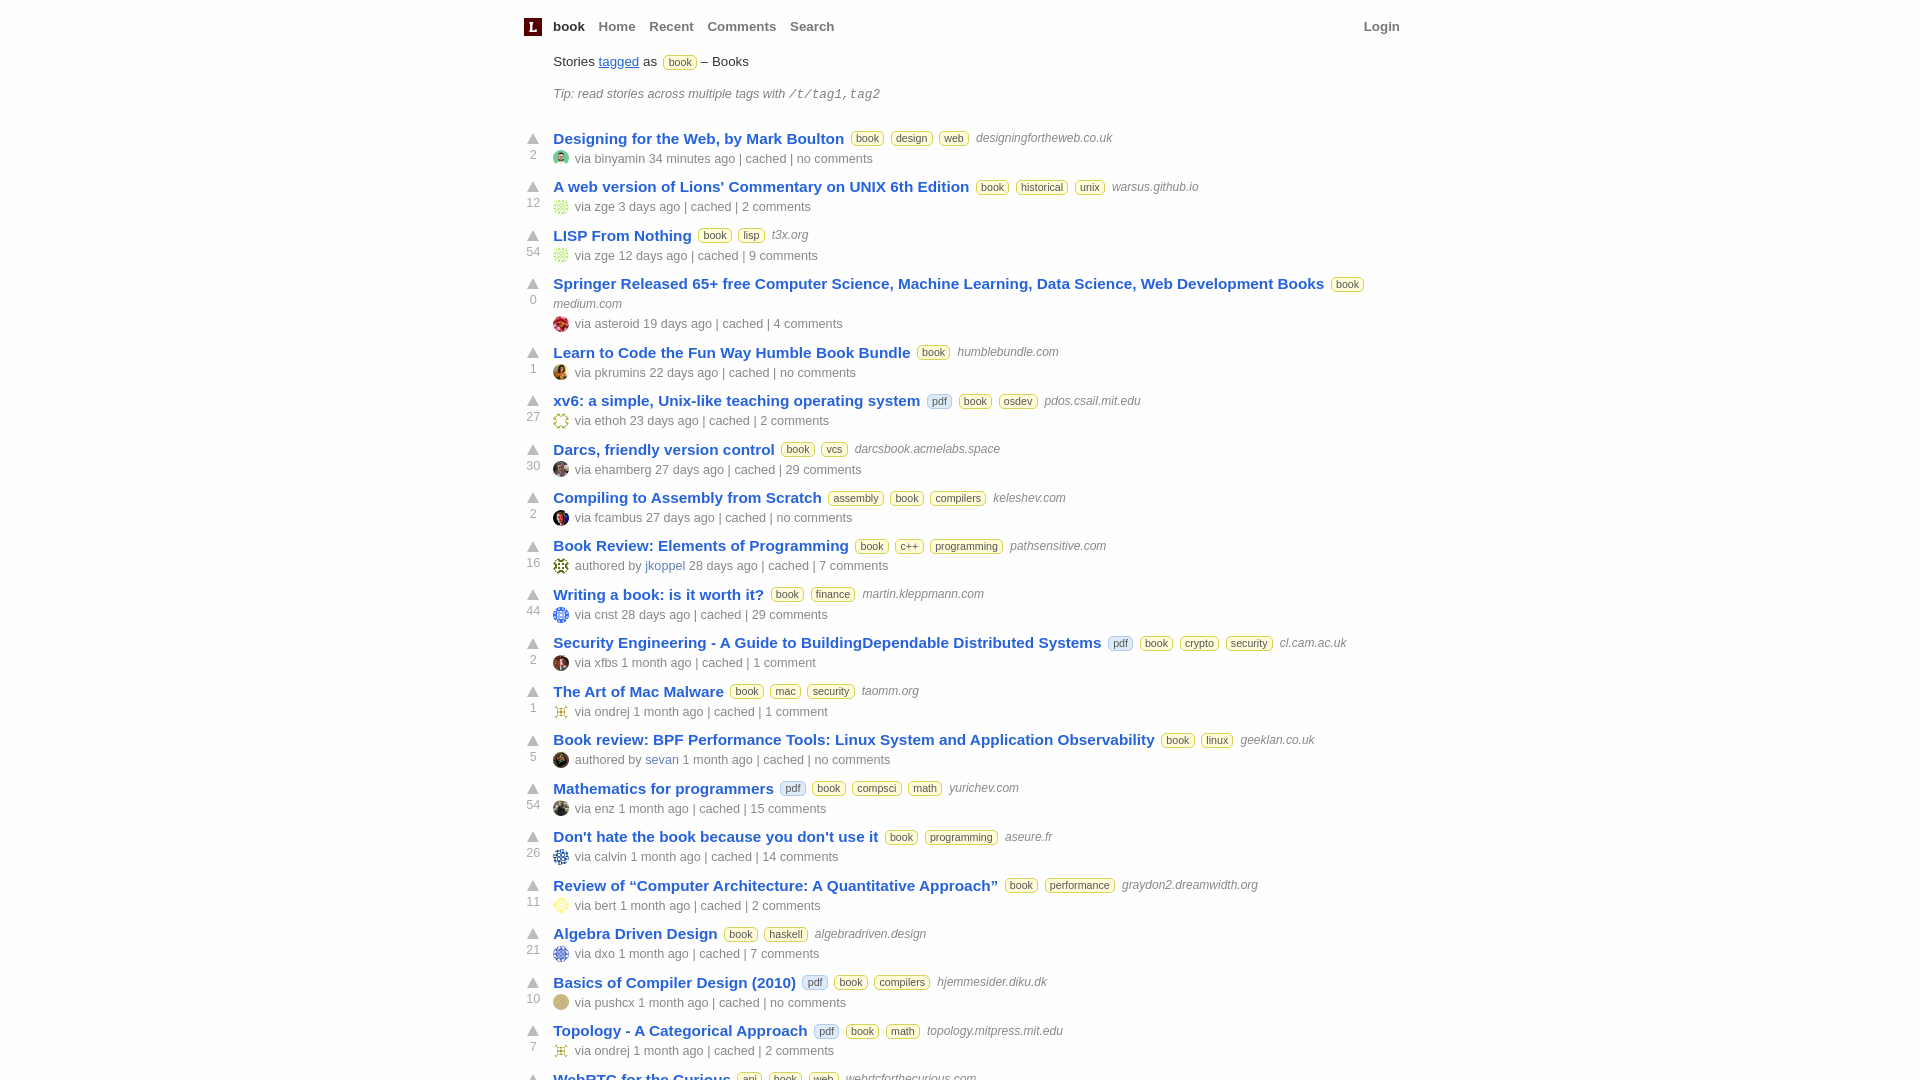 L book Home Recent Comments Search Login
Stories tagged as book – Books
Tip: read stories across multiple tags with /t/tag1,tag2
Designing for the Web, by Mark Boulton book design web designingfortheweb.co.uk
2 via binyamin 34 minutes ago | cached | no comments
A web version of Lions' Commentary on UNIX 6th Edition book historical unix warsus.github.io
12 via zge 3 days ago | cached | 2 comments
LISP From Nothing book lisp t3x.org
54 via zge 12 days ago | cached | 9 comments
Springer Released 65+ free Computer Science, Machine Learning, Data Science, Web Development Books book
0 medium.com
via asteroid 19 days ago | cached | 4 comments
Learn to Code the Fun Way Humble Book Bundle book humblebundle.com
1 via pkrumins 22 days ago | cached | no comments
xv6: a simple, Unix-like teaching operating system pdf book osdev pdos.csail.mit.edu
27 via ethoh 23 days ago | cached | 2 comments
Darcs, friendly version control book vcs darcsbook.acmelabs.space
30 via ehamberg 27 days ago | cached | 29 comments
Compiling to Assembly from Scratch assembly book compilers keleshev.com
2 via fcambus 27 days ago | cached | no comments
Book Review: Elements of Programming book c++ programming pathsensitive.com
16 authored by jkoppel 28 days ago | cached | 7 comments
Writing a book: is it worth it? book finance martin.kleppmann.com
44 via cnst 28 days ago | cached | 29 comments
Security Engineering - A Guide to BuildingDependable Distributed Systems pdf book crypto security cl.cam.ac.uk
2 via xfbs 1 month ago | cached | 1 comment
The Art of Mac Malware book mac security taomm.org
1 via ondrej 1 month ago | cached | 1 comment
Book review: BPF Performance Tools: Linux System and Application Observability book linux geeklan.co.uk
5 authored by sevan 1 month ago | cached | no comments
Mathematics for programmers pdf book compsci math yurichev.com
54 via enz 1 month ago | cached | 15 comments
Don't hate the book because you don't use it book programming aseure.fr
26 via calvin 1 month ago | cached | 14 comments
Review of “Computer Architecture: A Quantitative Approach” book performance graydon2.dreamwidth.org
11 via bert 1 month ago | cached | 2 comments
Algebra Driven Design book haskell algebradriven.design
21 via dxo 1 month ago | cached | 7 comments
Basics of Compiler Design (2010) pdf book compilers hjemmesider.diku.dk
10 via pushcx 1 month ago | cached | no comments
Topology - A Categorical Approach pdf book math topology.mitpress.mit.edu
7 via ondrej 1 month ago | cached | 2 comments
WebRTC for the Curious api book web webrtcforthecurious.com